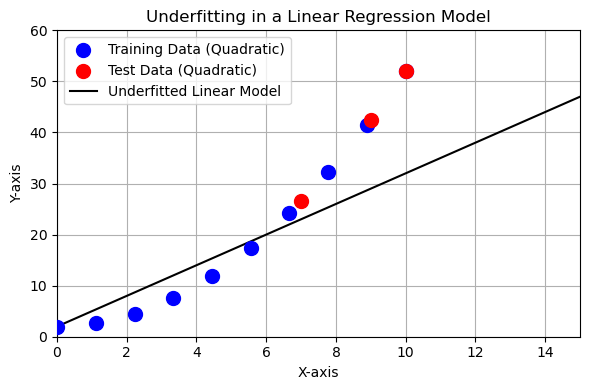 Underfitting in a Linear Regression Model
Training Data (Quadratic)
Test Data (Quadratic)
Underfitted Linear Model
Y-axis
60
50
40
30
20
10
0
0 2 4 6 8 10 12 14
X-axis